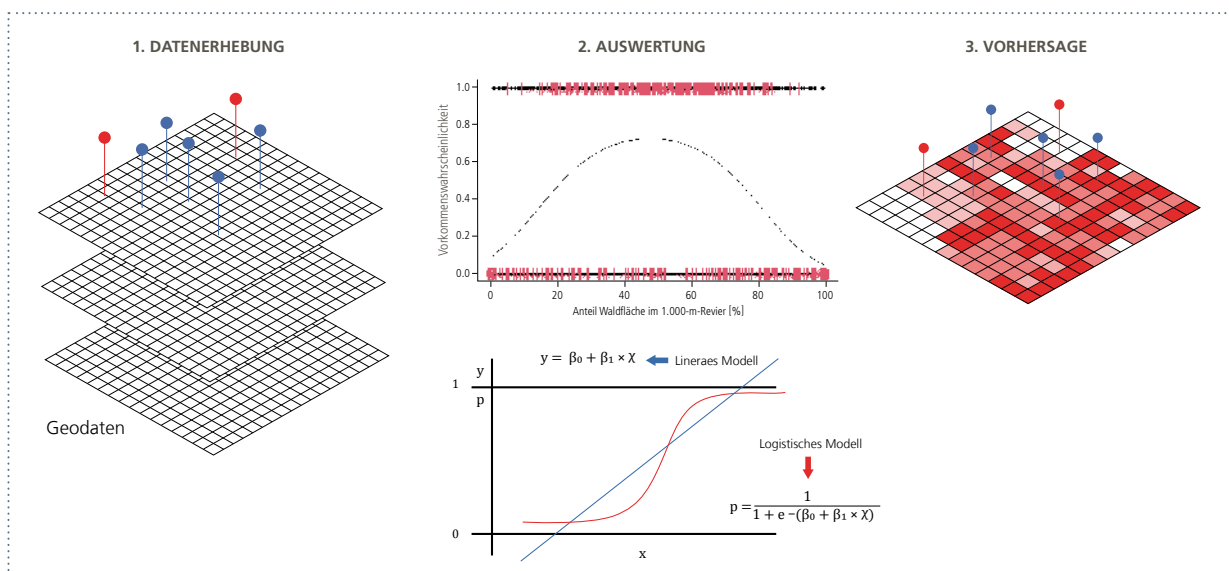 1. DATENERHEBUNG
Geodaten
2. AUSWERTUNG
Vorkommenswahrscheinlichkeit
1.0
0.8
0.6
0.4
0.2
0.0
0 20 40 60 80 100
Anteil Waldfläche im 1.000-m-Revier [%]
y = β₀ + β₁ × χ Lineraes Modell
y
1
p
Logistisches Modell
p = 1 / 1 + e −(β₀ + β₁ × χ)
0
x
3. VORHERSAGE